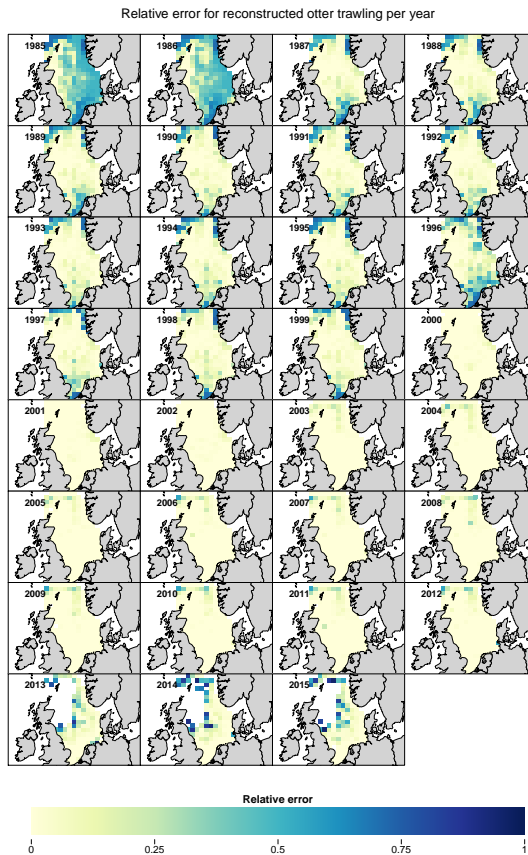 Relative error for reconstructed otter trawling per year
1985 1986 1987 1988
1989 1990 1991 1992
1993 1994 1995 1996
1997 1998 1999 2000
2001 2002 2003 2004
2005 2006 2007 2008
2009 2010 2011 2012
2013 2014 2015
Relative error
0 0.25 0.5 0.75 1